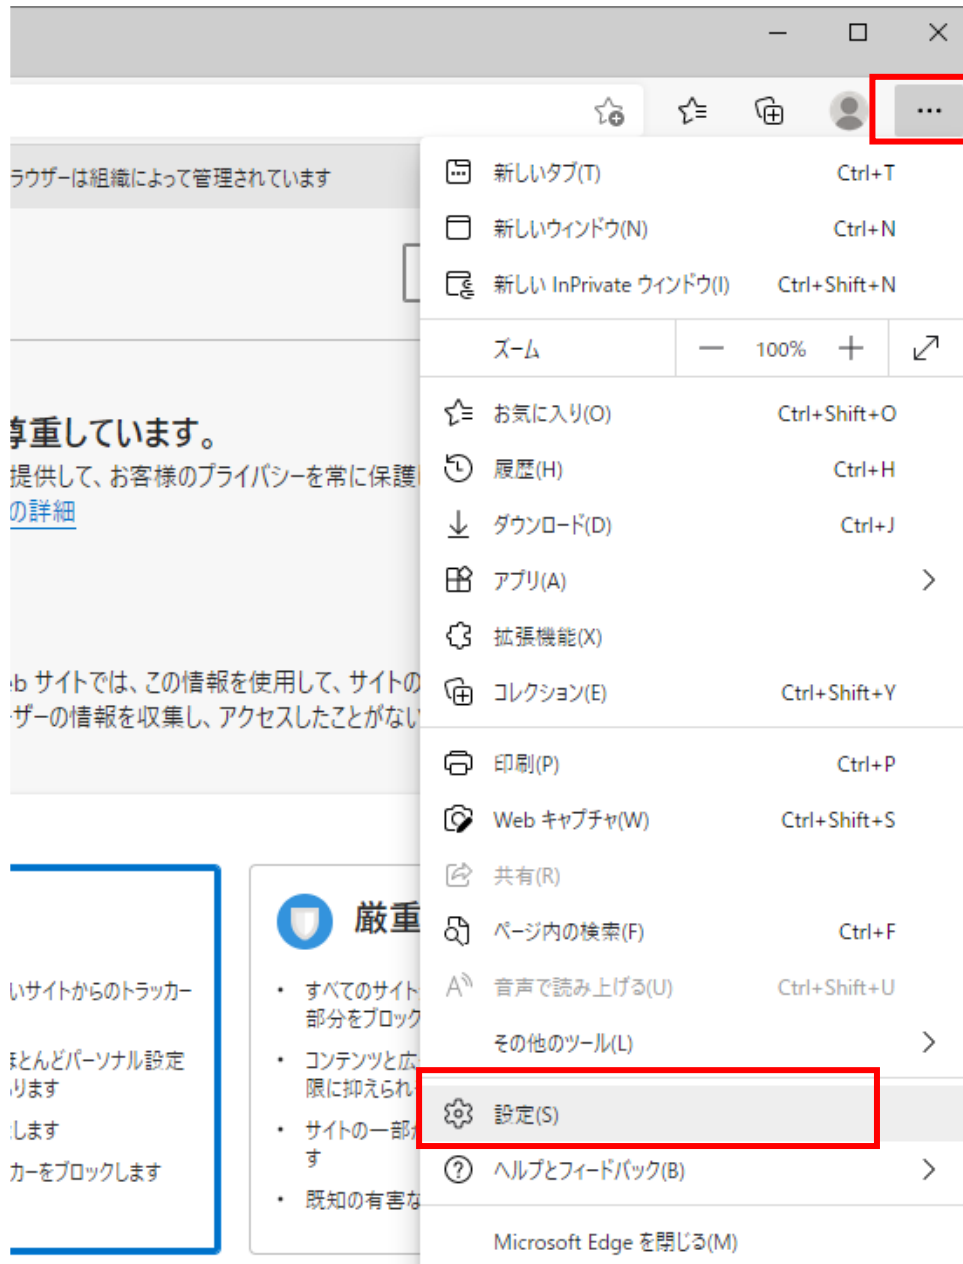 ラウザーは組織によって管理されています
尊重しています。
提供して、お客様のプライバシーを常に保護
の詳細
eb サイトでは、この情報を使用して、サイトの
ーザーの情報を収集し、アクセスしたことがない
いサイトからのトラッカー
ほとんどパーソナル設定
ります
します
カーをブロックします
厳重
• すべてのサイト
部分をブロック
• コンテンツと広
限に抑えられ
• サイトの一部
す
• 既知の有害な
新しいタブ(T) Ctrl+T
新しいウィンドウ(N) Ctrl+N
新しい InPrivate ウィンドウ(I) Ctrl+Shift+N
ズーム — 100% +
お気に入り(O) Ctrl+Shift+O
履歴(H) Ctrl+H
ダウンロード(D) Ctrl+J
アプリ(A)
拡張機能(X)
コレクション(E) Ctrl+Shift+Y
印刷(P) Ctrl+P
Web キャプチャ(W) Ctrl+Shift+S
共有(R)
ページ内の検索(F) Ctrl+F
音声で読み上げる(U) Ctrl+Shift+U
その他のツール(L)
設定(S)
ヘルプとフィードバック(B)
Microsoft Edge を閉じる(M)